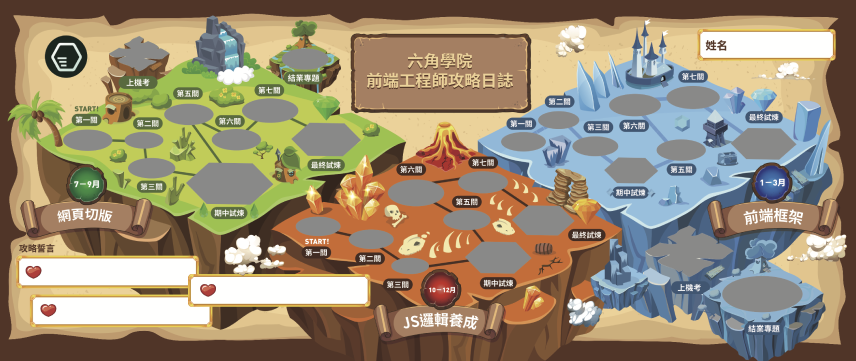 六角學院
前端工程師攻略日誌
姓名
上機考
結業專題
START!
第一關
第二關
第三關
第五關
第六關
第七關
期中試煉
最終試煉
7－9月
網頁切版
攻略誓言
START!
第一關
第二關
第三關
第五關
第六關
第七關
期中試煉
最終試煉
10－12月
JS邏輯養成
第一關
第二關
第三關
第六關
第七關
第五關
期中試煉
最終試煉
1－3月
前端框架
上機考
結業專題